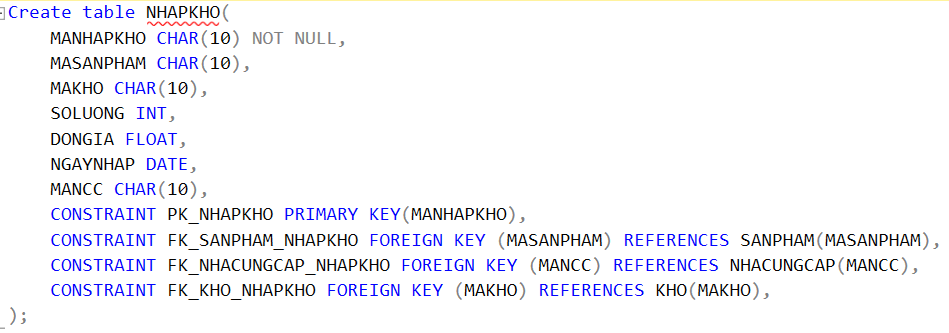 Create table NHAPKHO(
MANHAPKHO CHAR(10) NOT NULL,
MASANPHAM CHAR(10),
MAKHO CHAR(10),
SOLUONG INT,
DONGIA FLOAT,
NGAYNHAP DATE,
MANCC CHAR(10),
CONSTRAINT PK_NHAPKHO PRIMARY KEY(MANHAPKHO),
CONSTRAINT FK_SANPHAM_NHAPKHO FOREIGN KEY (MASANPHAM) REFERENCES SANPHAM(MASANPHAM),
CONSTRAINT FK_NHACUNGCAP_NHAPKHO FOREIGN KEY (MANCC) REFERENCES NHACUNGCAP(MANCC),
CONSTRAINT FK_KHO_NHAPKHO FOREIGN KEY (MAKHO) REFERENCES KHO(MAKHO),
);